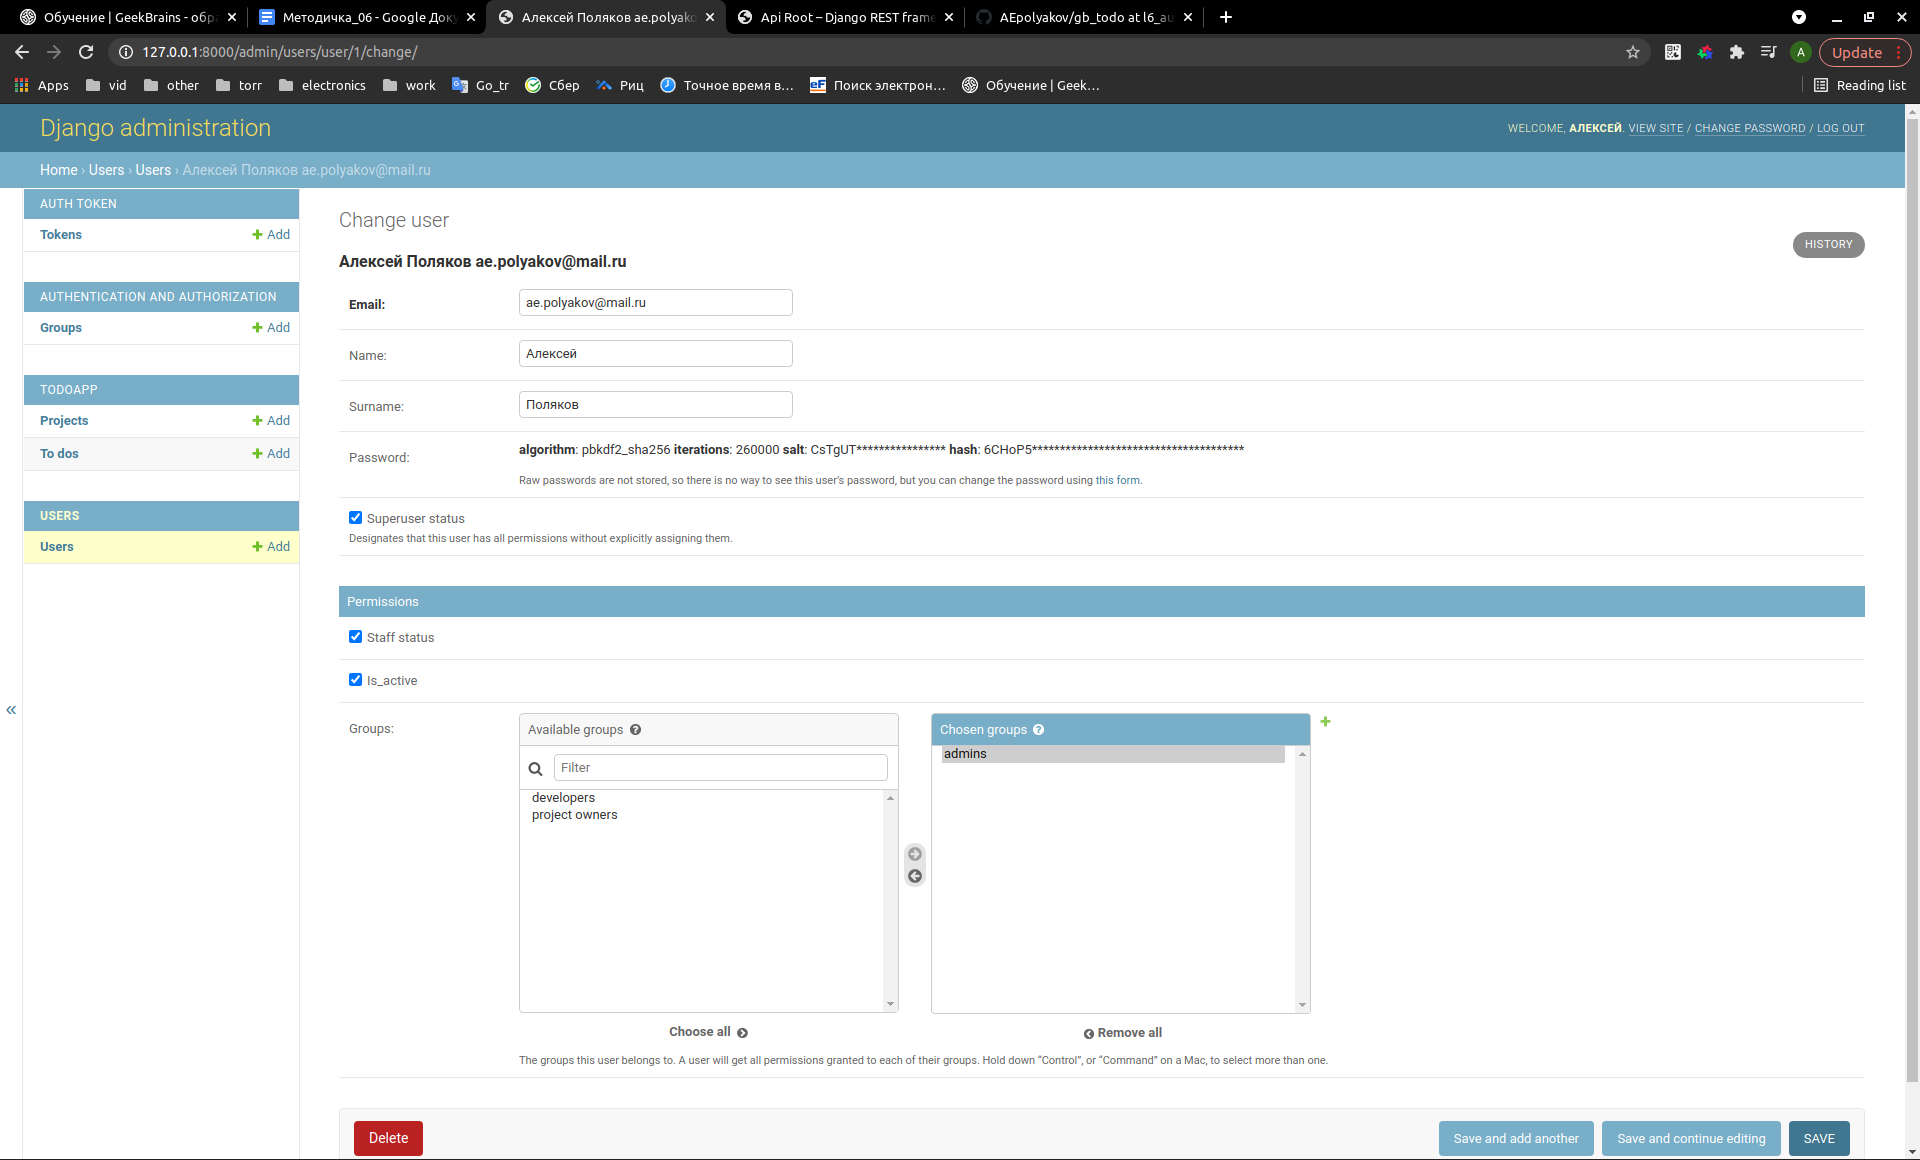 Обучение | GeekBrains - обра
Методичка_06 - Google Доку
Алексей Поляков ae.polyako
Api Root – Django REST frame
AEpolyakov/gb_todo at l6_au
127.0.0.1:8000/admin/users/user/1/change/
A
Update
Apps
vid
other
torr
electronics
work
Go_tr
Сбер
Риц
Точное время в...
eF
Поиск электрон...
Обучение | Geek...
Reading list
Django administration
WELCOME, АЛЕКСЕЙ. VIEW SITE / CHANGE PASSWORD / LOG OUT
Home › Users › Users › Алексей Поляков ae.polyakov@mail.ru
AUTH TOKEN
Tokens
Add
AUTHENTICATION AND AUTHORIZATION
Groups
Add
TODOAPP
Projects
Add
To dos
Add
USERS
Users
Add
«
Change user
HISTORY
Алексей Поляков ae.polyakov@mail.ru
Email:
ae.polyakov@mail.ru
Name:
Алексей
Surname:
Поляков
Password:
algorithm: pbkdf2_sha256 iterations: 260000 salt: CsTgUT**************** hash: 6CHoP5**************************************
Raw passwords are not stored, so there is no way to see this user's password, but you can change the password using this form.
Superuser status
Designates that this user has all permissions without explicitly assigning them.
Permissions
Staff status
Is_active
Groups:
Available groups
Filter
developers
project owners
Choose all
Chosen groups
admins
Remove all
The groups this user belongs to. A user will get all permissions granted to each of their groups. Hold down “Control”, or “Command” on a Mac, to select more than one.
Delete
Save and add another
Save and continue editing
SAVE